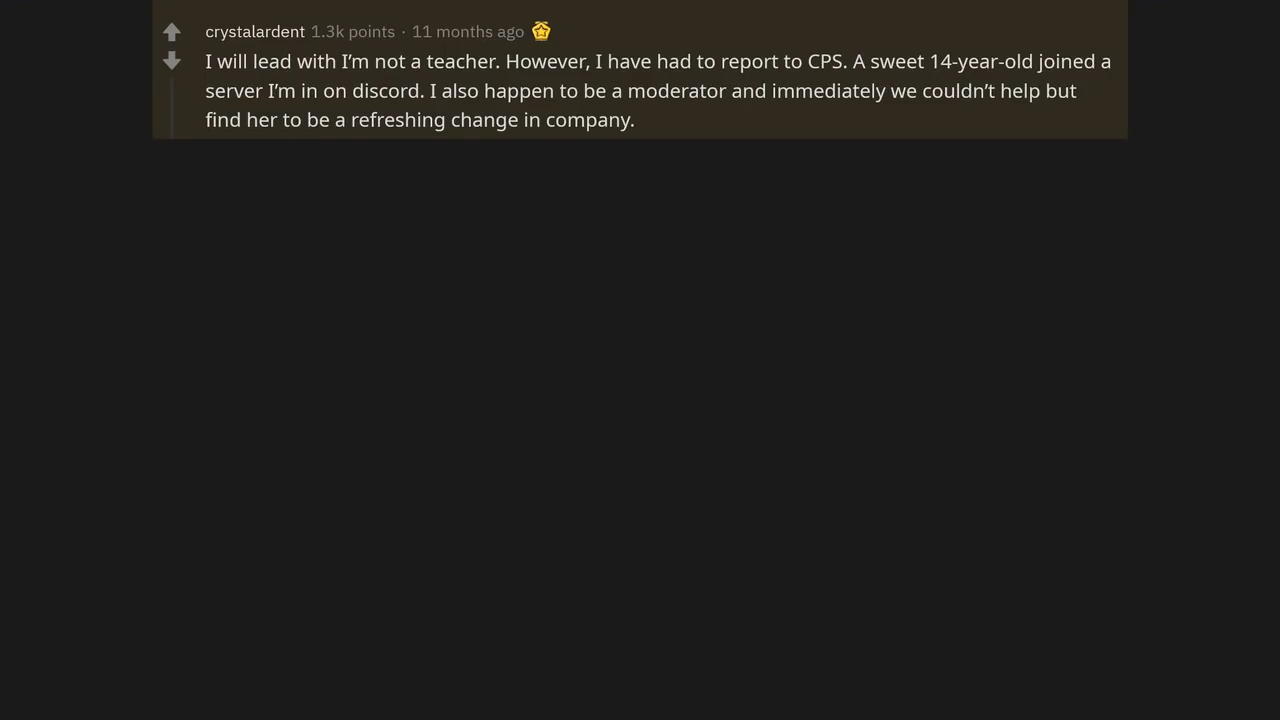 crystalardent 1.3k points · 11 months ago
I will lead with I’m not a teacher. However, I have had to report to CPS. A sweet 14-year-old joined a
server I’m in on discord. I also happen to be a moderator and immediately we couldn’t help but
find her to be a refreshing change in company.